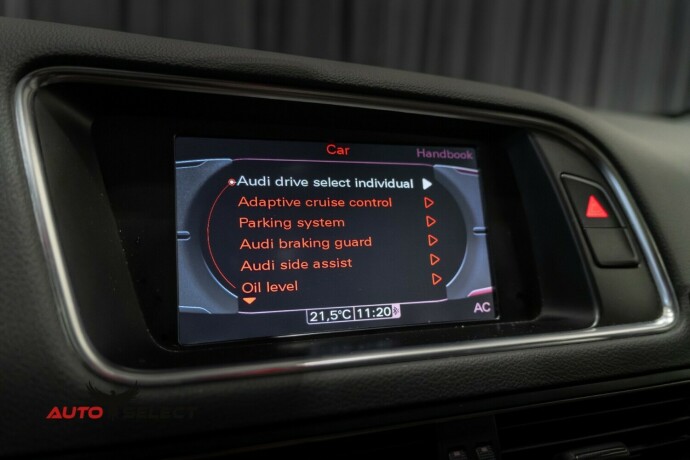 Car
Handbook
Audi drive select individual
Adaptive cruise control
Parking system
Audi braking guard
Audi side assist
Oil level
21,5°C 11:20
AC
AUTO SELECT